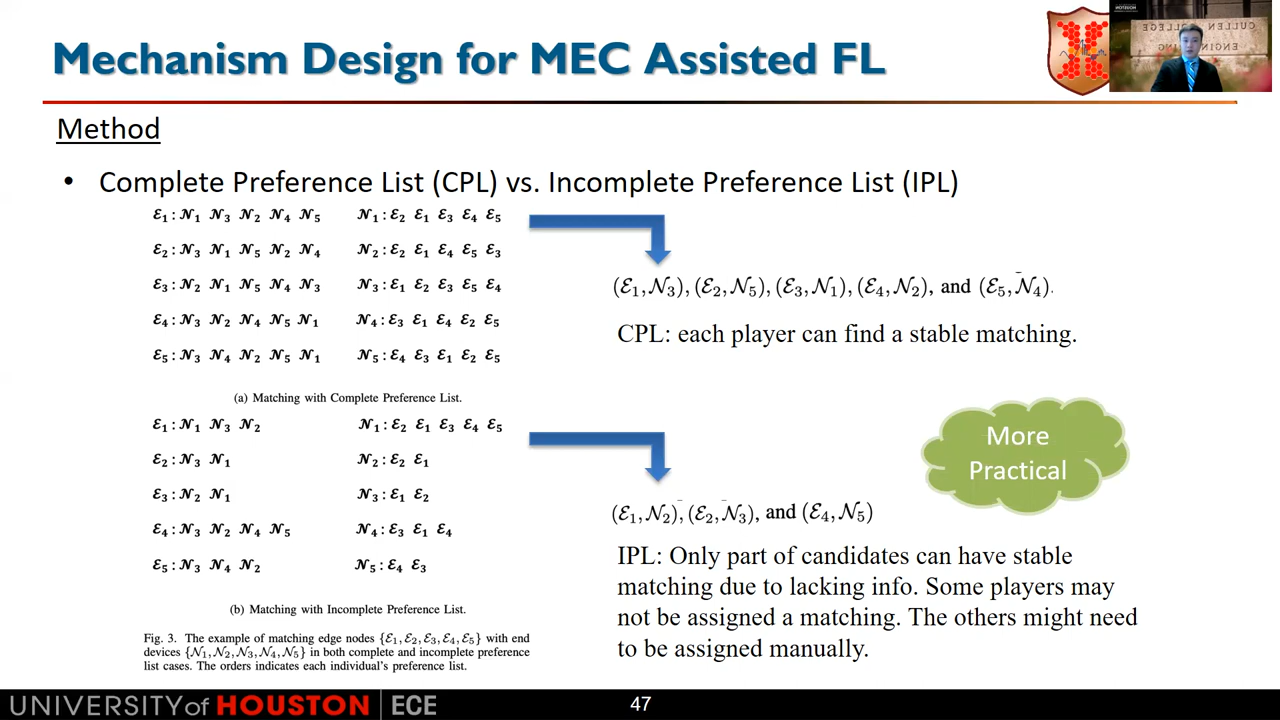 Mechanism Design for MEC Assisted FL
Method
• Complete Preference List (CPL) vs. Incomplete Preference List (IPL)
ℰ₁ : 𝒩₁ 𝒩₃ 𝒩₂ 𝒩₄ 𝒩₅ 𝒩₁ : ℰ₂ ℰ₁ ℰ₃ ℰ₄ ℰ₅
ℰ₂ : 𝒩₃ 𝒩₁ 𝒩₅ 𝒩₂ 𝒩₄ 𝒩₂ : ℰ₂ ℰ₁ ℰ₄ ℰ₅ ℰ₃
ℰ₃ : 𝒩₂ 𝒩₁ 𝒩₅ 𝒩₄ 𝒩₃ 𝒩₃ : ℰ₁ ℰ₂ ℰ₃ ℰ₅ ℰ₄
ℰ₄ : 𝒩₃ 𝒩₂ 𝒩₄ 𝒩₅ 𝒩₁ 𝒩₄ : ℰ₃ ℰ₁ ℰ₄ ℰ₂ ℰ₅
ℰ₅ : 𝒩₃ 𝒩₄ 𝒩₂ 𝒩₅ 𝒩₁ 𝒩₅ : ℰ₄ ℰ₃ ℰ₁ ℰ₂ ℰ₅
(a) Matching with Complete Preference List.
(ℰ₁, 𝒩₃), (ℰ₂, 𝒩₅), (ℰ₃, 𝒩₁), (ℰ₄, 𝒩₂), and (ℰ₅, 𝒩₄).
CPL: each player can find a stable matching.
ℰ₁ : 𝒩₁ 𝒩₃ 𝒩₂ 𝒩₁ : ℰ₂ ℰ₁ ℰ₃ ℰ₄ ℰ₅
ℰ₂ : 𝒩₃ 𝒩₁ 𝒩₂ : ℰ₂ ℰ₁
ℰ₃ : 𝒩₂ 𝒩₁ 𝒩₃ : ℰ₁ ℰ₂
ℰ₄ : 𝒩₃ 𝒩₂ 𝒩₄ 𝒩₅ 𝒩₄ : ℰ₃ ℰ₁ ℰ₄
ℰ₅ : 𝒩₃ 𝒩₄ 𝒩₂ 𝒩₅ : ℰ₄ ℰ₃
(b) Matching with Incomplete Preference List.
Fig. 3. The example of matching edge nodes {ℰ₁, ℰ₂, ℰ₃, ℰ₄, ℰ₅} with end
devices {𝒩₁, 𝒩₂, 𝒩₃, 𝒩₄, 𝒩₅} in both complete and incomplete preference
list cases. The orders indicates each individual's preference list.
More
Practical
(ℰ₁, 𝒩₂), (ℰ₂, 𝒩₃), and (ℰ₄, 𝒩₅)
IPL: Only part of candidates can have stable
matching due to lacking info. Some players may
not be assigned a matching. The others might need
to be assigned manually.
UNIVERSITY of HOUSTON | ECE
47